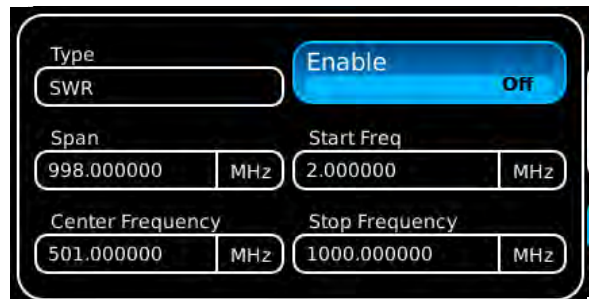 Type
Enable
SWR
Off
Span
Start Freq
998.000000 MHz
2.000000 MHz
Center Frequency
Stop Frequency
501.000000 MHz
1000.000000 MHz